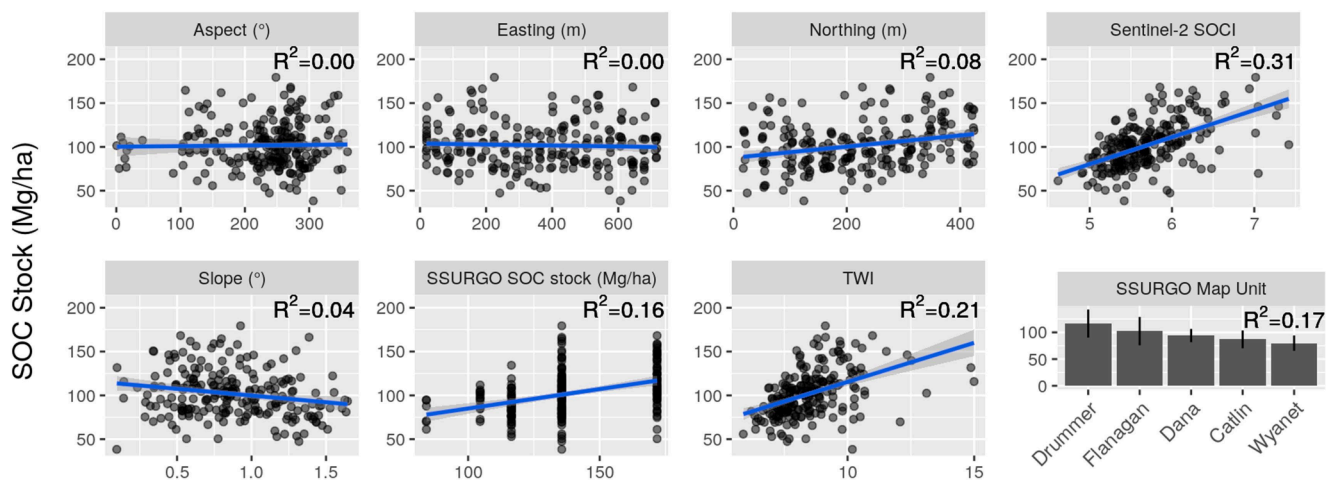 SOC Stock (Mg/ha)
Aspect (°)
R²=0.00
200
150
100
50
0 100 200 300
Easting (m)
R²=0.00
200
150
100
50
0 200 400 600
Northing (m)
R²=0.08
200
150
100
50
0 200 400
Sentinel-2 SOCI
R²=0.31
200
150
100
50
5 6 7
Slope (°)
R²=0.04
200
150
100
50
0.5 1.0 1.5
SSURGO SOC stock (Mg/ha)
R²=0.16
200
150
100
50
100 150
TWI
R²=0.21
200
150
100
50
10 15
SSURGO Map Unit
R²=0.17
100
50
0
Drummer
Flanagan
Dana
Catlin
Wyanet